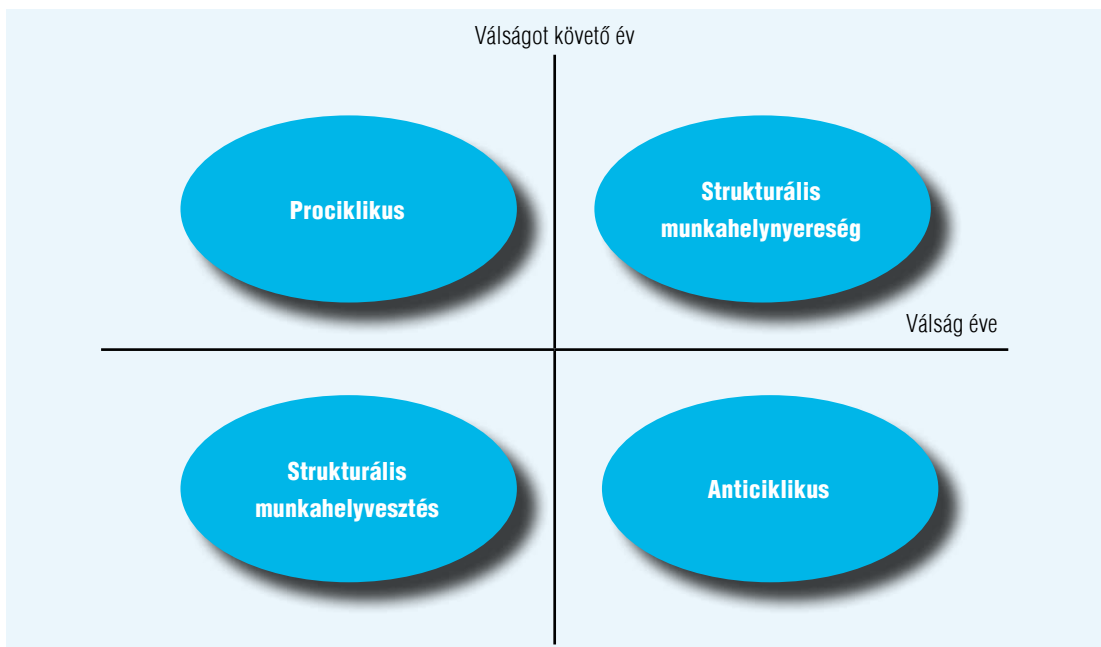 Válságot követő év
Prociklikus
Strukturális
munkahelynyereség
Válság éve
Strukturális
munkahelyvesztés
Anticiklikus